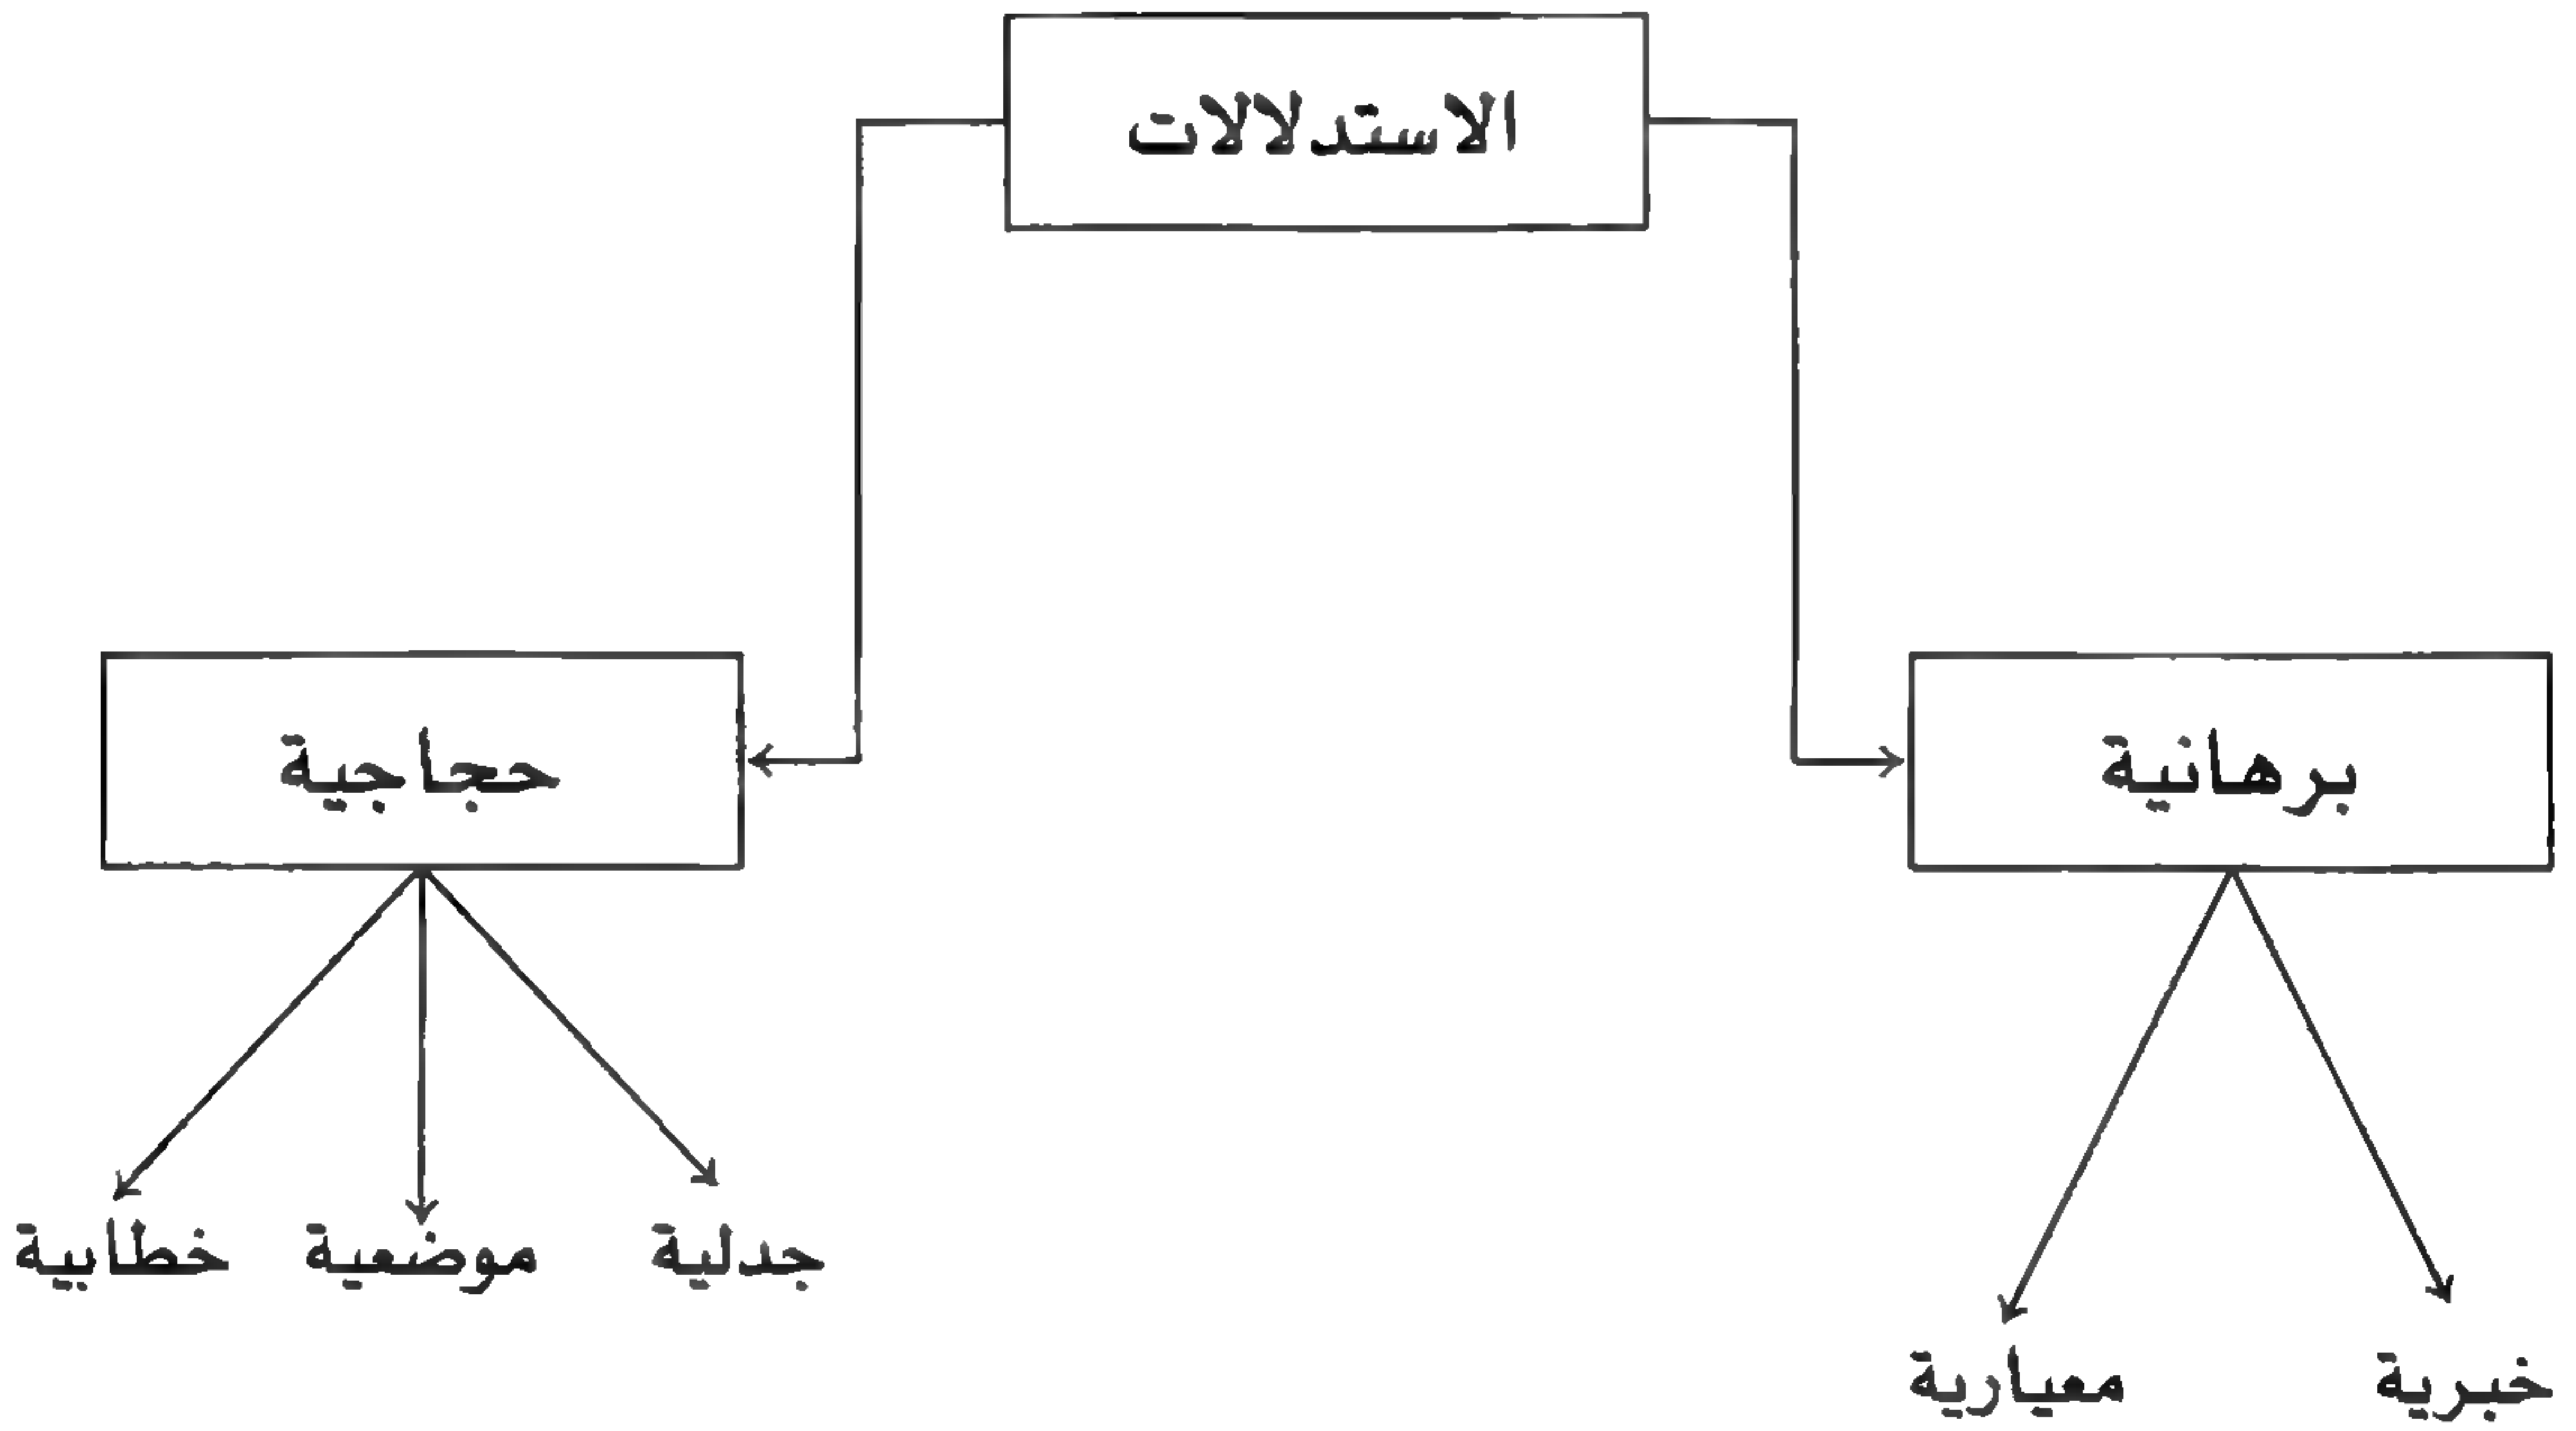 الاستدلالات
برهانية
حجاجية
جدلية
موضعية
خطابية
خبرية
معيارية